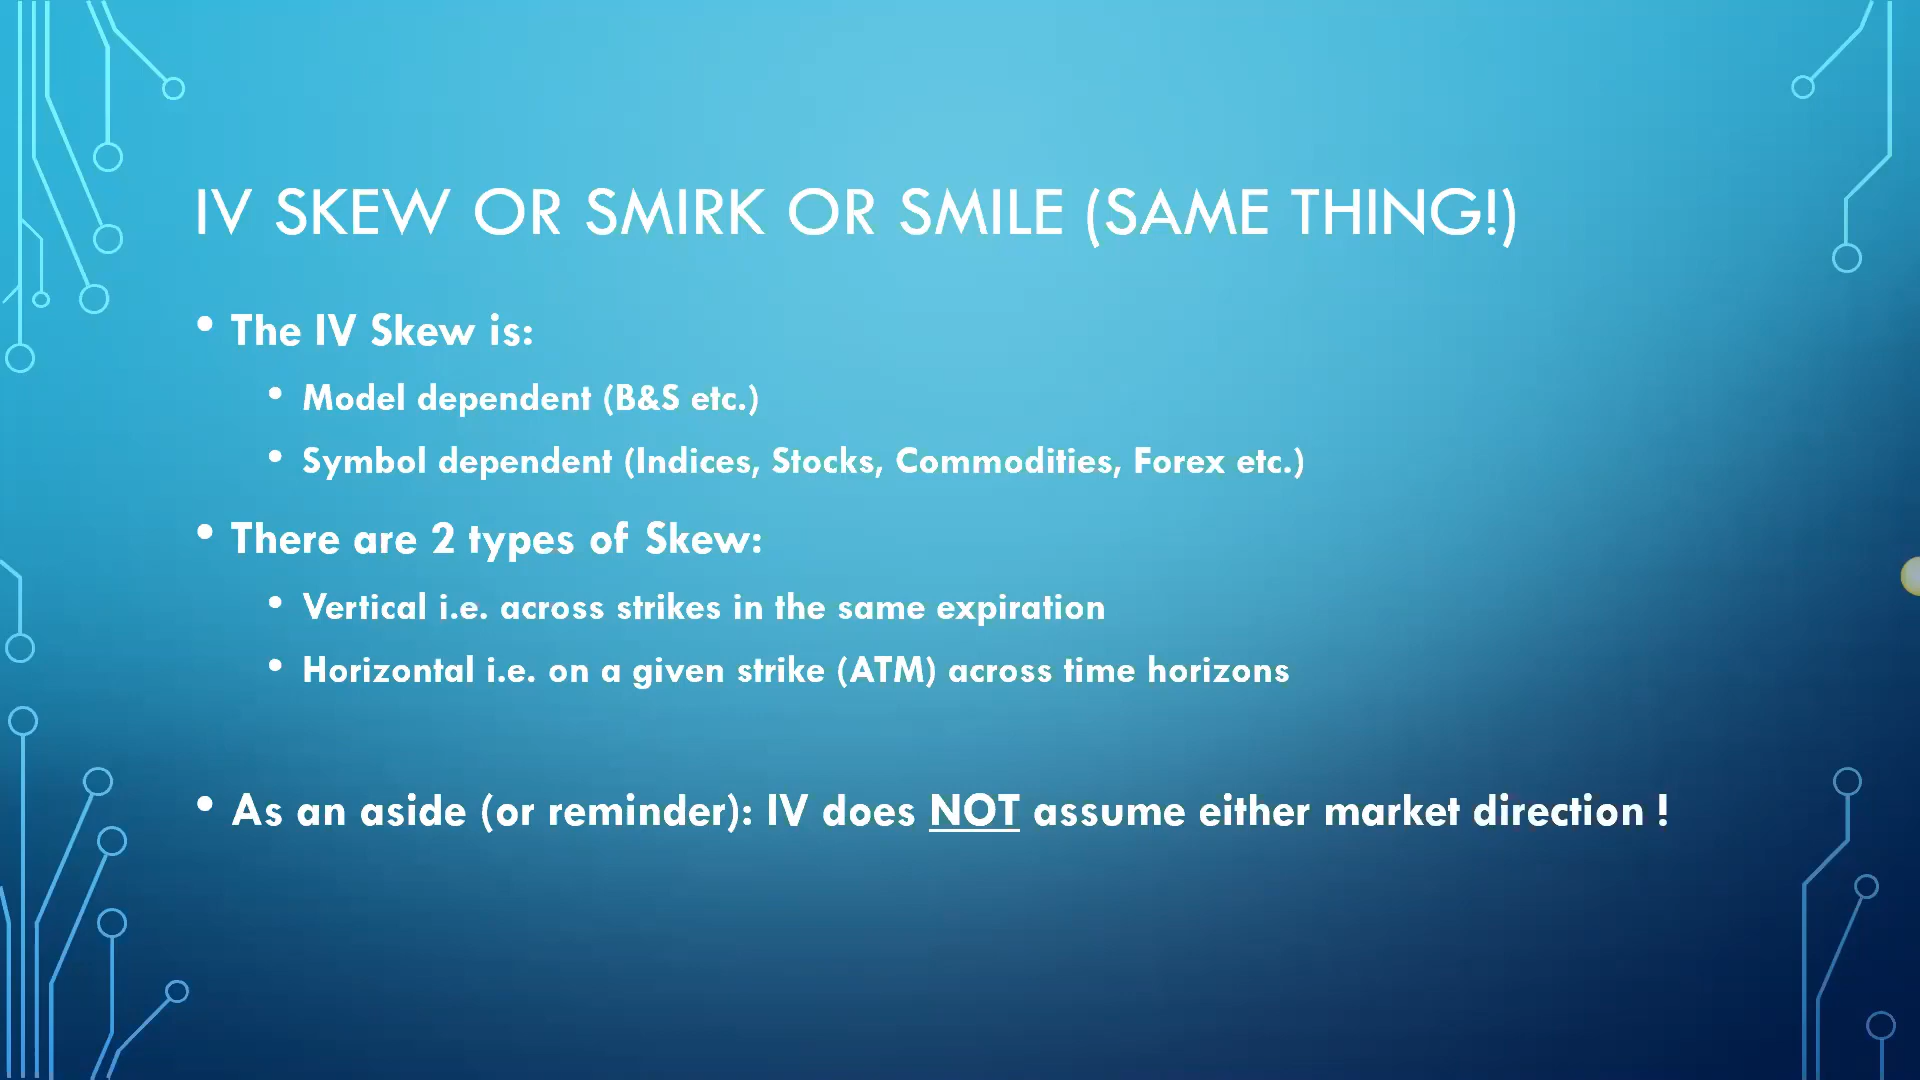 IV SKEW OR SMIRK OR SMILE (SAME THING!)
• The IV Skew is:
• Model dependent (B&S etc.)
• Symbol dependent (Indices, Stocks, Commodities, Forex etc.)
• There are 2 types of Skew:
• Vertical i.e. across strikes in the same expiration
• Horizontal i.e. on a given strike (ATM) across time horizons
• As an aside (or reminder): IV does NOT assume either market direction !